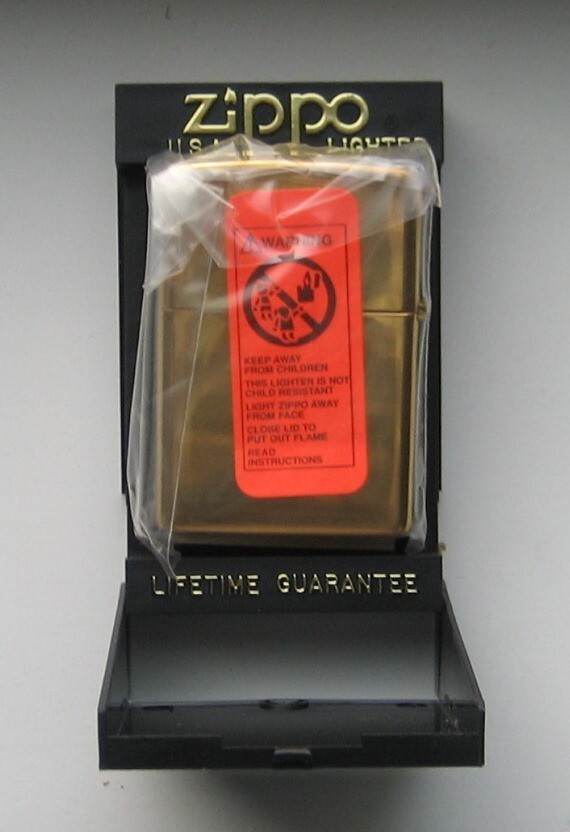 Zippo
U.S.A. LIGHTER
WARNING
KEEP AWAY
FROM CHILDREN
THIS LIGHTER IS NOT
CHILD RESISTANT
LIGHT ZIPPO AWAY
FROM FACE
CLOSE LID TO
PUT OUT FLAME
READ
INSTRUCTIONS
LIFETIME GUARANTEE